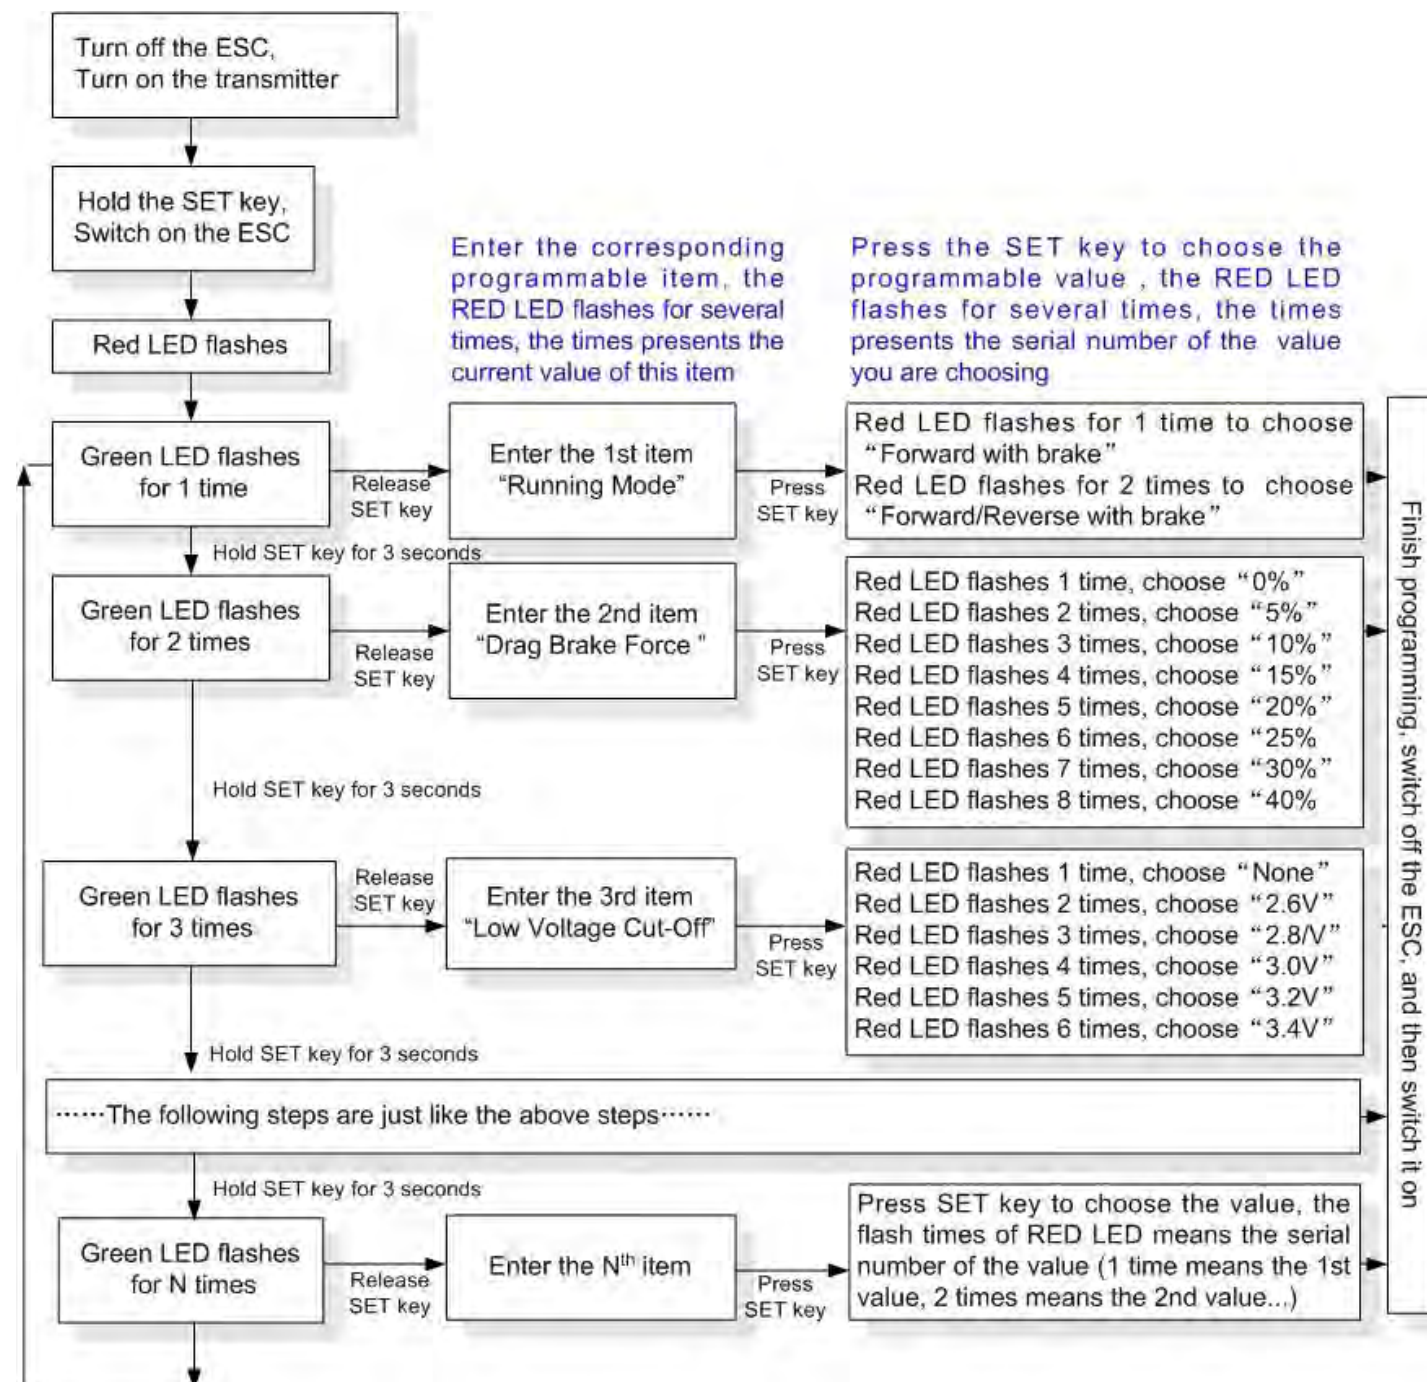 Turn off the ESC,
Turn on the transmitter
Hold the SET key,
Switch on the ESC
Red LED flashes
Enter the corresponding
programmable item, the
RED LED flashes for several
times, the times presents the
current value of this item
Press the SET key to choose the
programmable value , the RED LED
flashes for several times, the times
presents the serial number of the value
you are choosing
Green LED flashes
for 1 time
Release
SET key
Enter the 1st item
“Running Mode”
Press
SET key
Red LED flashes for 1 time to choose
“Forward with brake”
Red LED flashes for 2 times to choose
“Forward/Reverse with brake”
Hold SET key for 3 seconds
Green LED flashes
for 2 times
Release
SET key
Enter the 2nd item
“Drag Brake Force ”
Press
SET key
Red LED flashes 1 time, choose “0%”
Red LED flashes 2 times, choose “5%”
Red LED flashes 3 times, choose “10%”
Red LED flashes 4 times, choose “15%”
Red LED flashes 5 times, choose “20%”
Red LED flashes 6 times, choose “25%
Red LED flashes 7 times, choose “30%”
Red LED flashes 8 times, choose “40%
Hold SET key for 3 seconds
Green LED flashes
for 3 times
Release
SET key
Enter the 3rd item
“Low Voltage Cut-Off”
Press
SET key
Red LED flashes 1 time, choose “None”
Red LED flashes 2 times, choose “2.6V”
Red LED flashes 3 times, choose “2.8/V”
Red LED flashes 4 times, choose “3.0V”
Red LED flashes 5 times, choose “3.2V”
Red LED flashes 6 times, choose “3.4V”
Hold SET key for 3 seconds
······The following steps are just like the above steps······
Hold SET key for 3 seconds
Green LED flashes
for N times
Release
SET key
Enter the Nth item
Press
SET key
Press SET key to choose the value, the
flash times of RED LED means the serial
number of the value (1 time means the 1st
value, 2 times means the 2nd value...)
Finish programming, switch off the ESC, and then switch it on